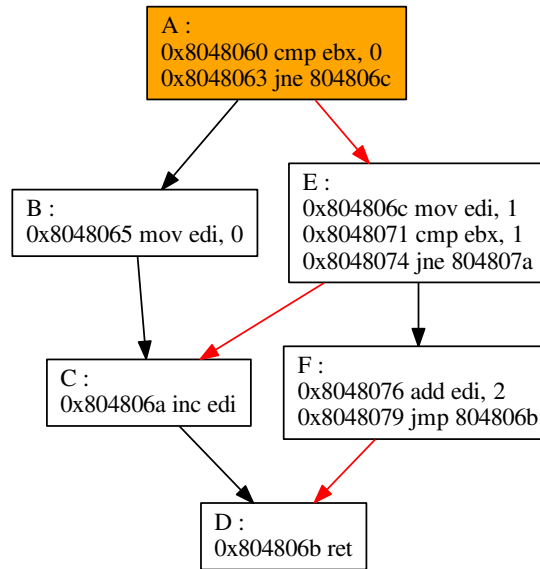 A :
0x8048060 cmp ebx, 0
0x8048063 jne 804806c
B :
0x8048065 mov edi, 0
E :
0x804806c mov edi, 1
0x8048071 cmp ebx, 1
0x8048074 jne 804807a
C :
0x804806a inc edi
F :
0x8048076 add edi, 2
0x8048079 jmp 804806b
D :
0x804806b ret